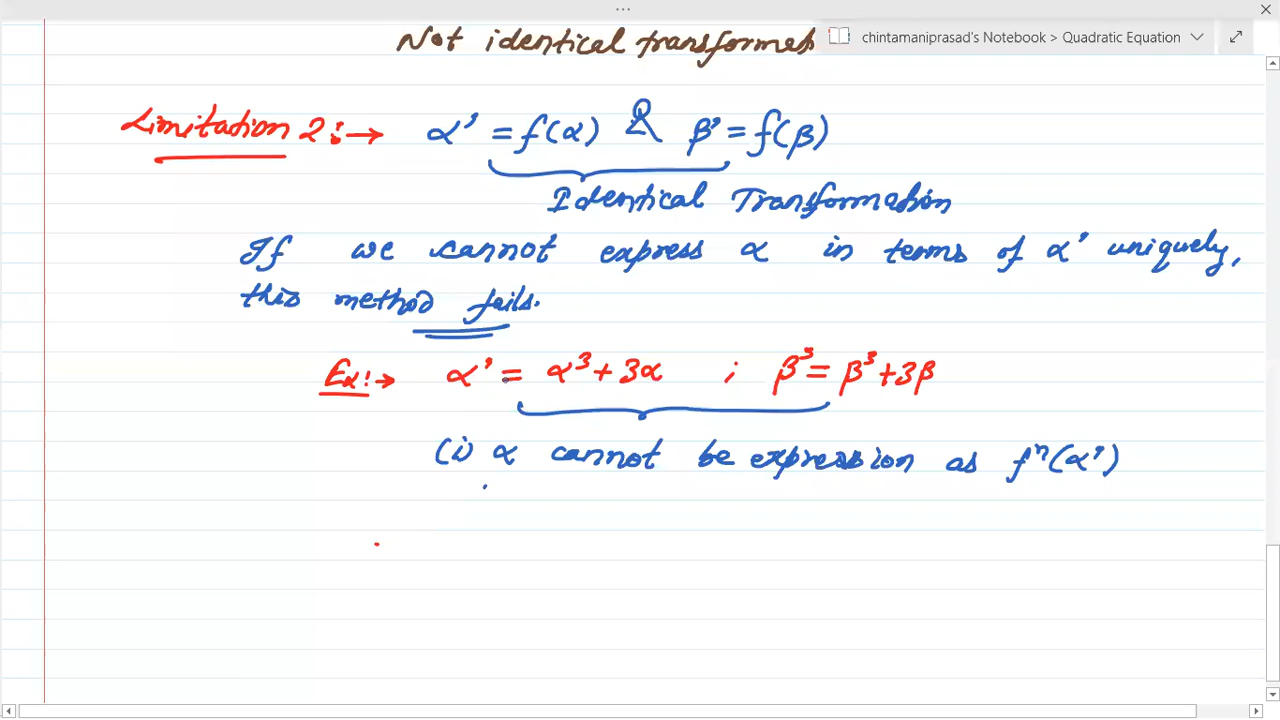 Not identical transformat
chintamaniprasad's Notebook > Quadratic Equation
Limitation 2:→ α' = f(α) & β' = f(β)
Identical Transformation
If we cannot express α in terms of α' uniquely,
this method fails.
Ex:→ α' = α³+3α ; β³= β³+3β
(i) α cannot be expression as fⁿ(α')